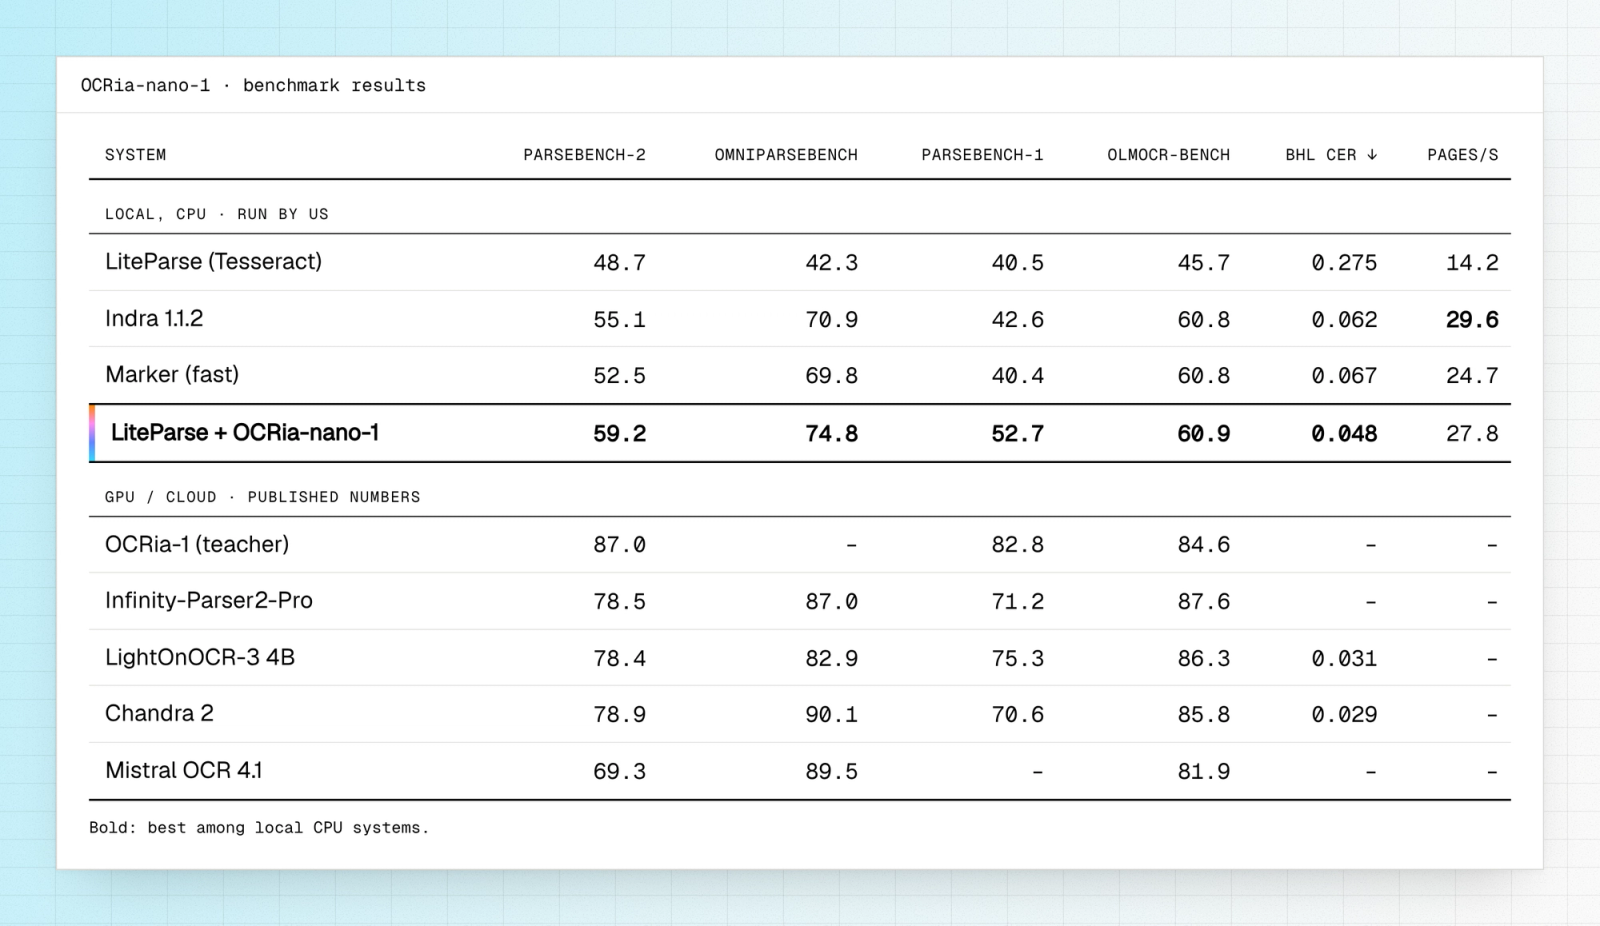 OCRia-nano-1 · benchmark results
SYSTEM PARSEBENCH-2 OMNIPARSEBENCH PARSEBENCH-1 OLMOCR-BENCH BHL CER ↓ PAGES/S
LOCAL, CPU · RUN BY US
LiteParse (Tesseract) 48.7 42.3 40.5 45.7 0.275 14.2
Indra 1.1.2 55.1 70.9 42.6 60.8 0.062 29.6
Marker (fast) 52.5 69.8 40.4 60.8 0.067 24.7
LiteParse + OCRia-nano-1 59.2 74.8 52.7 60.9 0.048 27.8
GPU / CLOUD · PUBLISHED NUMBERS
OCRia-1 (teacher) 87.0 – 82.8 84.6 – –
Infinity-Parser2-Pro 78.5 87.0 71.2 87.6 – –
LightOnOCR-3 4B 78.4 82.9 75.3 86.3 0.031 –
Chandra 2 78.9 90.1 70.6 85.8 0.029 –
Mistral OCR 4.1 69.3 89.5 – 81.9 – –
Bold: best among local CPU systems.